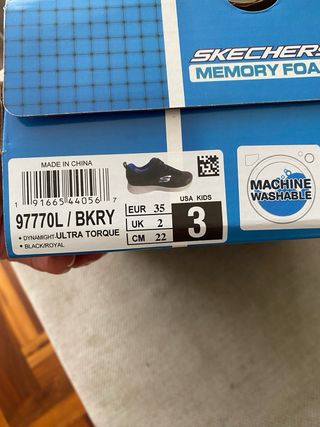 SKECHERS
MEMORY FOA
MADE IN CHINA
1 91665 44056 7
97770L / BKRY
• DYNAMIGHT-ULTRA TORQUE
• BLACK/ROYAL
EUR 35
UK 2
CM 22
USA KIDS
3
MACHINE
WASHABLE